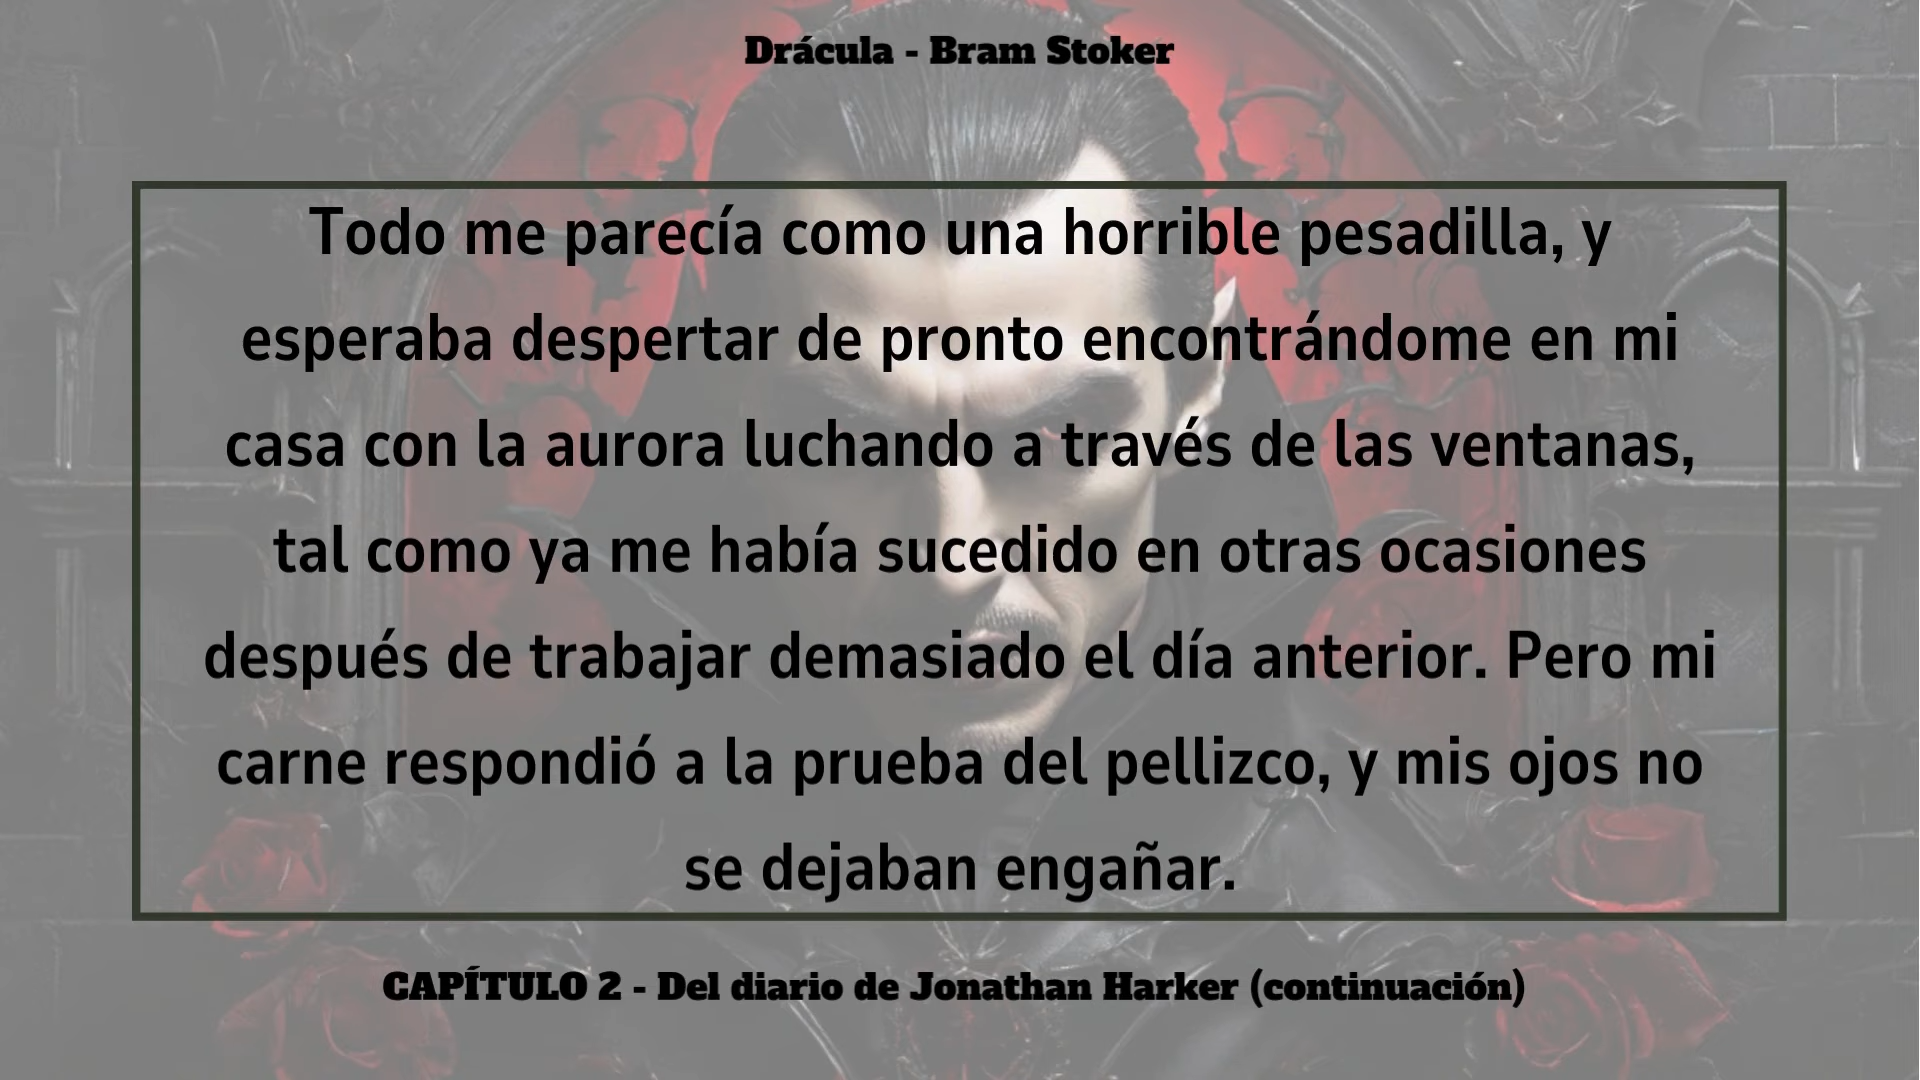 Drácula - Bram Stoker
Todo me parecía como una horrible pesadilla, y
esperaba despertar de pronto encontrándome en mi
casa con la aurora luchando a través de las ventanas,
tal como ya me había sucedido en otras ocasiones
después de trabajar demasiado el día anterior. Pero mi
carne respondió a la prueba del pellizco, y mis ojos no
se dejaban engañar.
CAPÍTULO 2 - Del diario de Jonathan Harker (continuación)